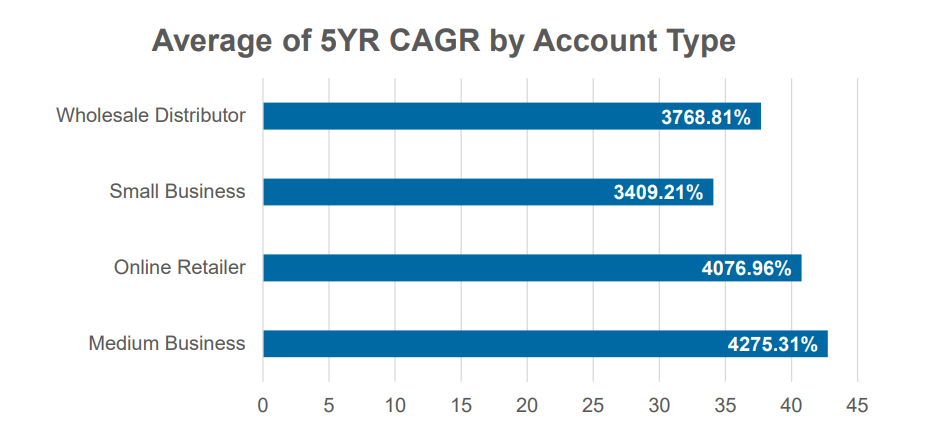 Average of 5YR CAGR by Account Type
Wholesale Distributor 3768.81%
Small Business 3409.21%
Online Retailer 4076.96%
Medium Business 4275.31%
0 5 10 15 20 25 30 35 40 45